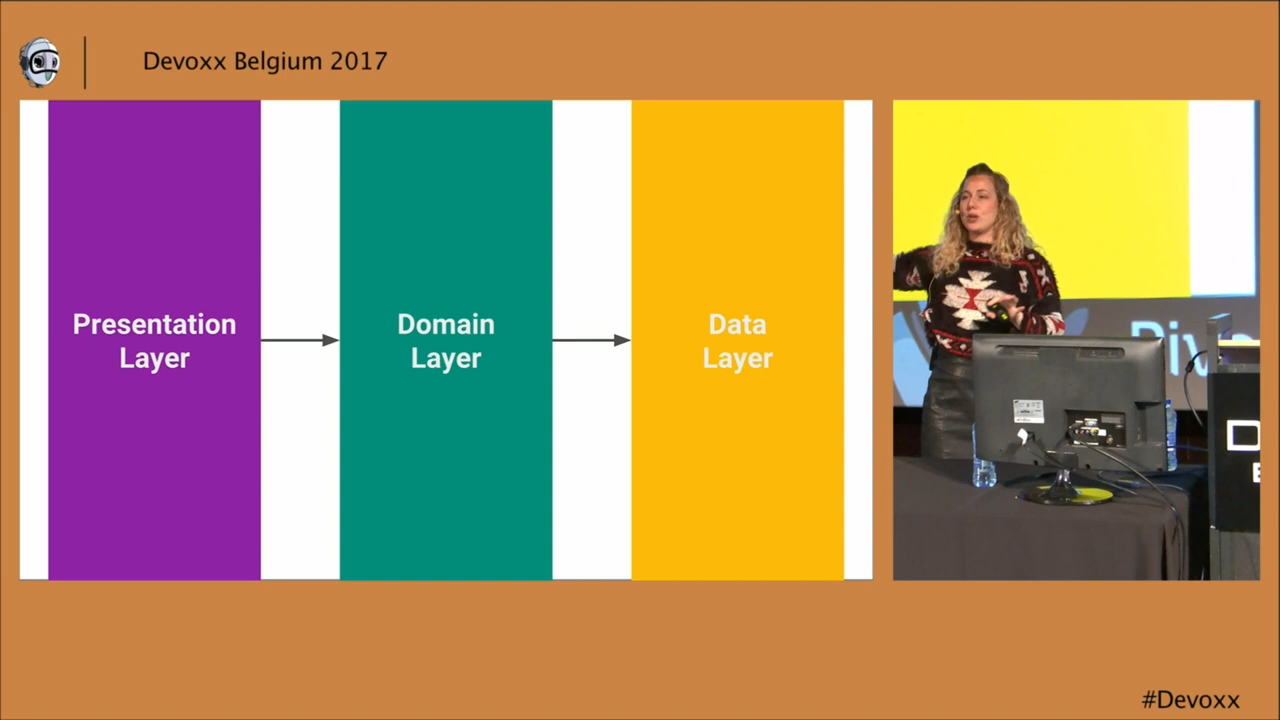 Devoxx Belgium 2017
Presentation
Layer
Domain
Layer
Data
Layer
#Devoxx